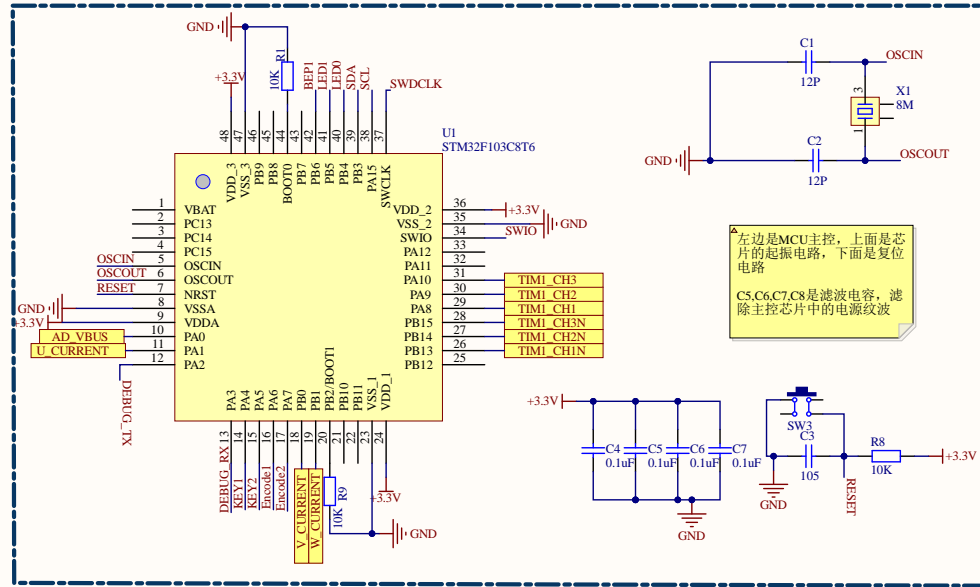 GND
R1
10K
+3.3V
BEP1
LED1
LED0
SDA
SCL
SWDCLK
48
47
46
45
44
43
42
41
40
39
38
37
U1
STM32F103C8T6
VDD_3
VSS_3
PB9
PB8
BOOT0
PB7
PB6
PB5
PB4
PB3
PA15
SWCLK
1 VBAT
2 PC13
3 PC14
4 PC15
OSCIN 5 OSCIN
OSCOUT 6 OSCOUT
RESET 7 NRST
GND 8 VSSA
+3.3V 9 VDDA
AD_VBUS 10 PA0
U_CURRENT 11 PA1
12 PA2
DEBUG_TX
VDD_2 36 +3.3V
VSS_2 35 GND
SWIO 34 SWIO
PA12 33
PA11 32
PA10 31 TIM1_CH3
PA9 30 TIM1_CH2
PA8 29 TIM1_CH1
PB15 28 TIM1_CH3N
PB14 27 TIM1_CH2N
PB13 26 TIM1_CH1N
PB12 25
PA3
PA4
PA5
PA6
PA7
PB0
PB1
PB2/BOOT1
PB10
PB11
VSS_1
VDD_1
13
14
15
16
17
18
19
20
21
22
23
24
DEBUG_RX
KEY1
KEY2
Encode1
Encode2
V_CURRENT
W_CURRENT
R9
10K
+3.3V
GND
C1
12P
OSCIN
3
X1
8M
1
C2
12P
OSCOUT
GND
左边是MCU主控，上面是芯
片的起振电路，下面是复位
电路
C5,C6,C7,C8是滤波电容，滤
除主控芯片中的电源纹波
+3.3V
C4
0.1uF
C5
0.1uF
C6
0.1uF
C7
0.1uF
GND
SW3
C3
105
GND
RESET
R8
10K
+3.3V